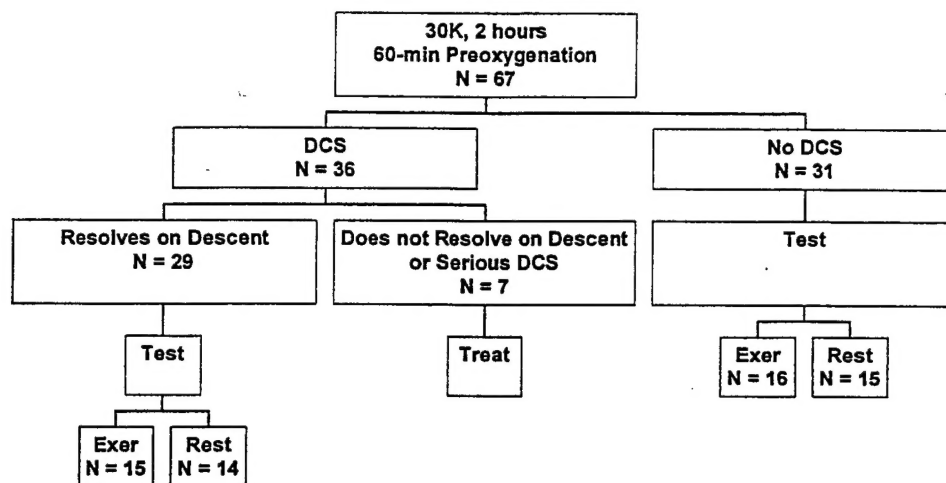 30K, 2 hours
60-min Preoxygenation
N = 67
DCS
N = 36
No DCS
N = 31
Resolves on Descent
N = 29
Does not Resolve on Descent
or Serious DCS
N = 7
Test
Test
Treat
Exer
N = 16
Rest
N = 15
Exer
N = 15
Rest
N = 14